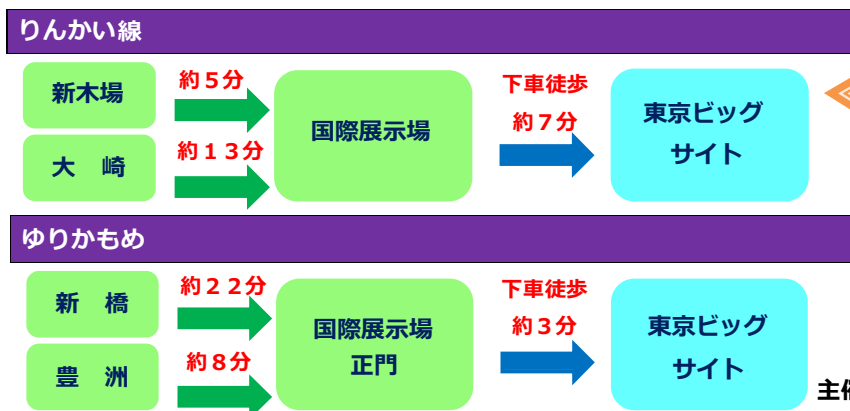 りんかい線
新木場
約５分
大　崎
約１３分
国際展示場
下車徒歩
約７分
東京ビッグ
サイト
ゆりかもめ
新　橋
約２２分
豊　洲
約８分
国際展示場
正門
下車徒歩
約３分
東京ビッグ
サイト
主催